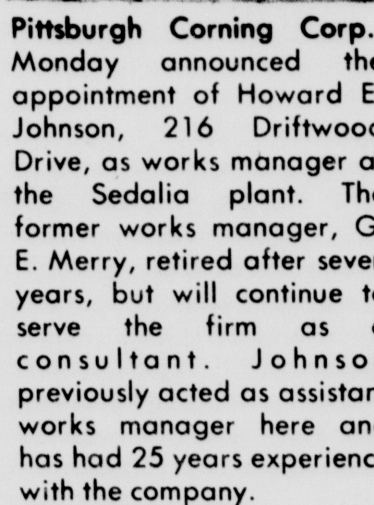 Pittsburgh Corning Corp.
Monday announced the
appointment of Howard E
Johnson, 216 Driftwood
Drive, as works manager a
the Sedalia plant. The
former works manager, G
E. Merry, retired after seve
years, but will continue t
serve the firm as
consultant. Johnso
previously acted as assistan
works manager here an
has had 25 years experienc
with the company.